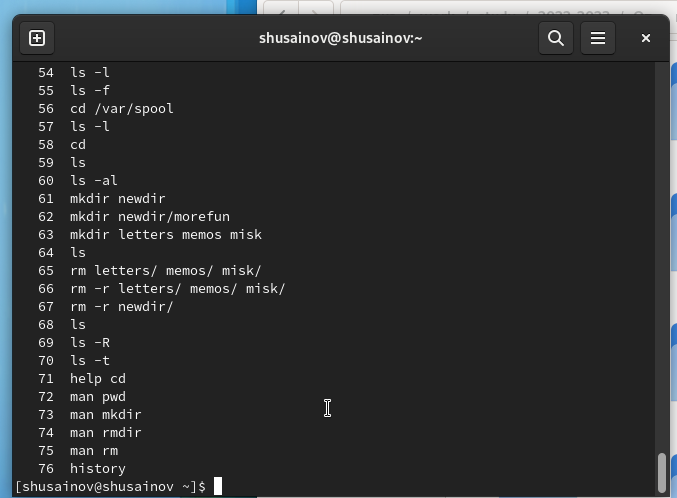 shusainov@shusainov:~
54 ls -l
55 ls -f
56 cd /var/spool
57 ls -l
58 cd
59 ls
60 ls -al
61 mkdir newdir
62 mkdir newdir/morefun
63 mkdir letters memos misk
64 ls
65 rm letters/ memos/ misk/
66 rm -r letters/ memos/ misk/
67 rm -r newdir/
68 ls
69 ls -R
70 ls -t
71 help cd
72 man pwd
73 man mkdir
74 man rmdir
75 man rm
76 history
[shusainov@shusainov ~]$